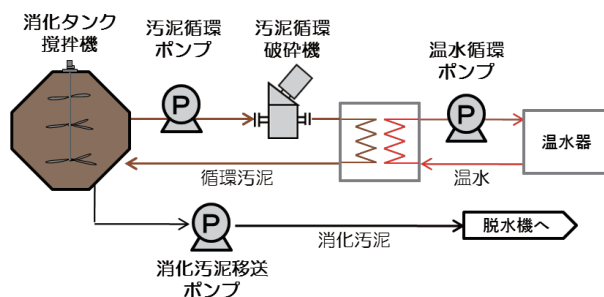 消化タンク
撹拌機
汚泥循環
ポンプ
汚泥循環
破砕機
温水循環
ポンプ
P
P
温水器
循環汚泥
温水
P
消化汚泥
脱水機へ
消化汚泥移送
ポンプ